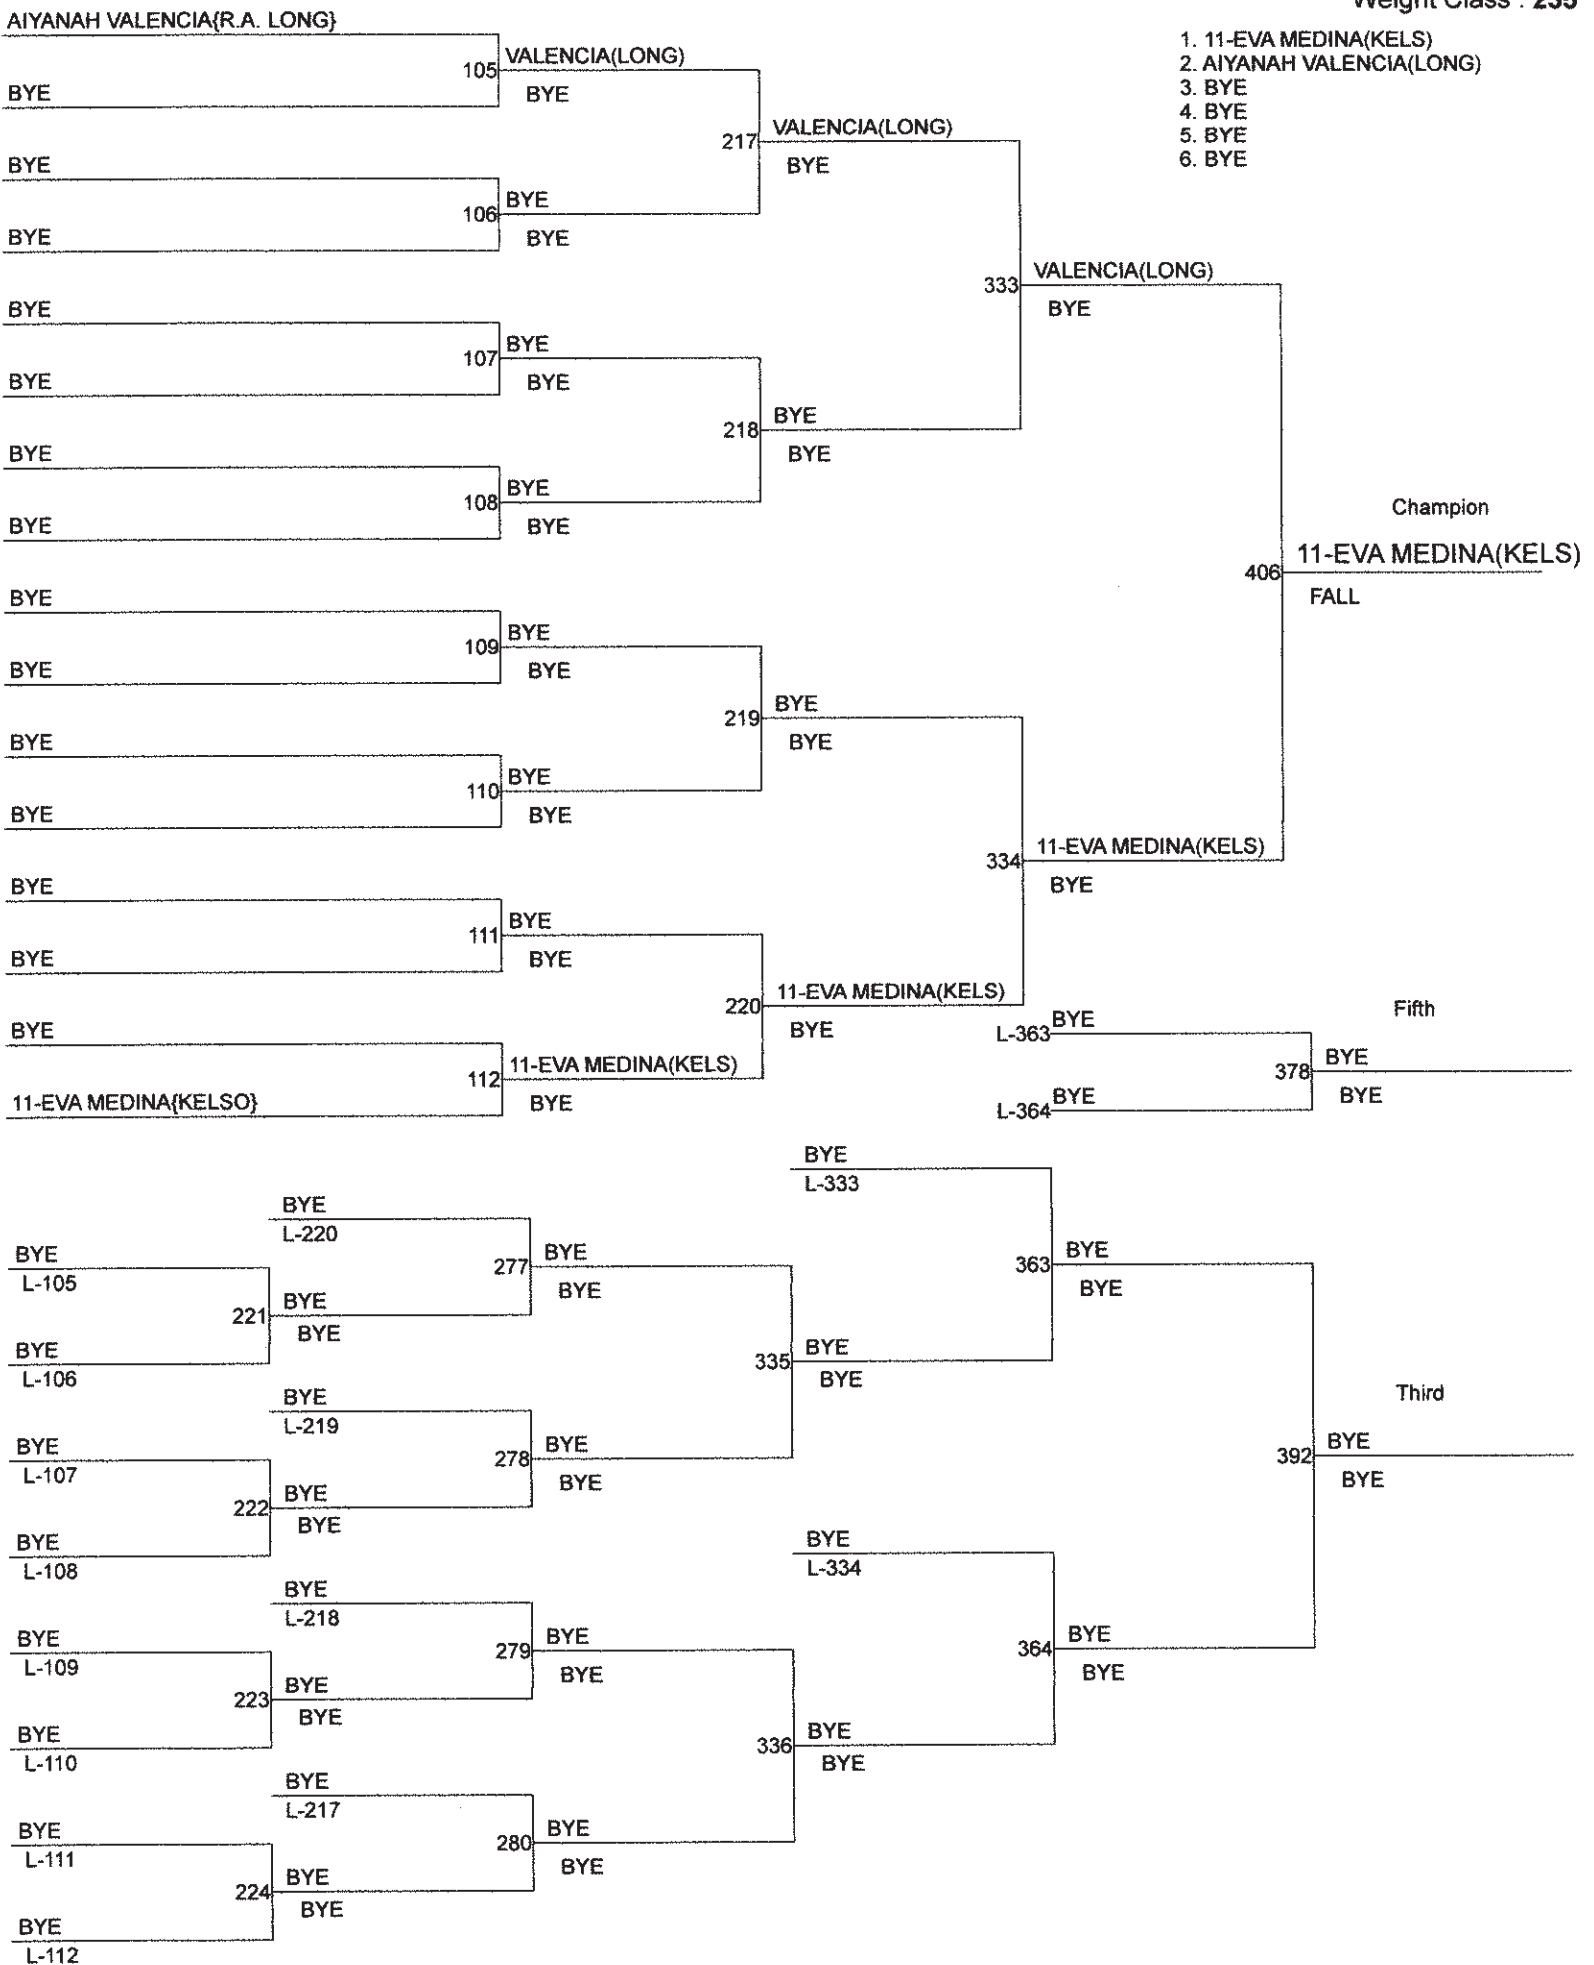 Weight Class : 235
1. 11-EVA MEDINA(KELS)
2. AIYANAH VALENCIA(LONG)
3. BYE
4. BYE
5. BYE
6. BYE
AIYANAH VALENCIA{R.A. LONG}
105
VALENCIA(LONG)
BYE
BYE
217
VALENCIA(LONG)
BYE
BYE
106
BYE
BYE
BYE
333
VALENCIA(LONG)
BYE
BYE
107
BYE
BYE
BYE
218
BYE
BYE
BYE
108
BYE
BYE
BYE
Champion
406
11-EVA MEDINA(KELS)
FALL
BYE
109
BYE
BYE
BYE
219
BYE
BYE
BYE
110
BYE
BYE
BYE
334
11-EVA MEDINA(KELS)
BYE
BYE
111
BYE
BYE
BYE
220
11-EVA MEDINA(KELS)
BYE
BYE
112
11-EVA MEDINA(KELS)
BYE
11-EVA MEDINA{KELSO}
Fifth
L-363
BYE
378
BYE
BYE
L-364
BYE
BYE
L-333
BYE
L-220
277
BYE
BYE
363
BYE
BYE
BYE
L-105
221
BYE
BYE
BYE
L-106
335
BYE
BYE
BYE
L-219
Third
BYE
L-107
278
BYE
BYE
392
BYE
BYE
222
BYE
BYE
BYE
L-108
BYE
L-334
BYE
L-218
BYE
L-109
279
BYE
BYE
364
BYE
BYE
223
BYE
BYE
BYE
L-110
336
BYE
BYE
BYE
L-217
BYE
L-111
280
BYE
BYE
224
BYE
BYE
BYE
L-112